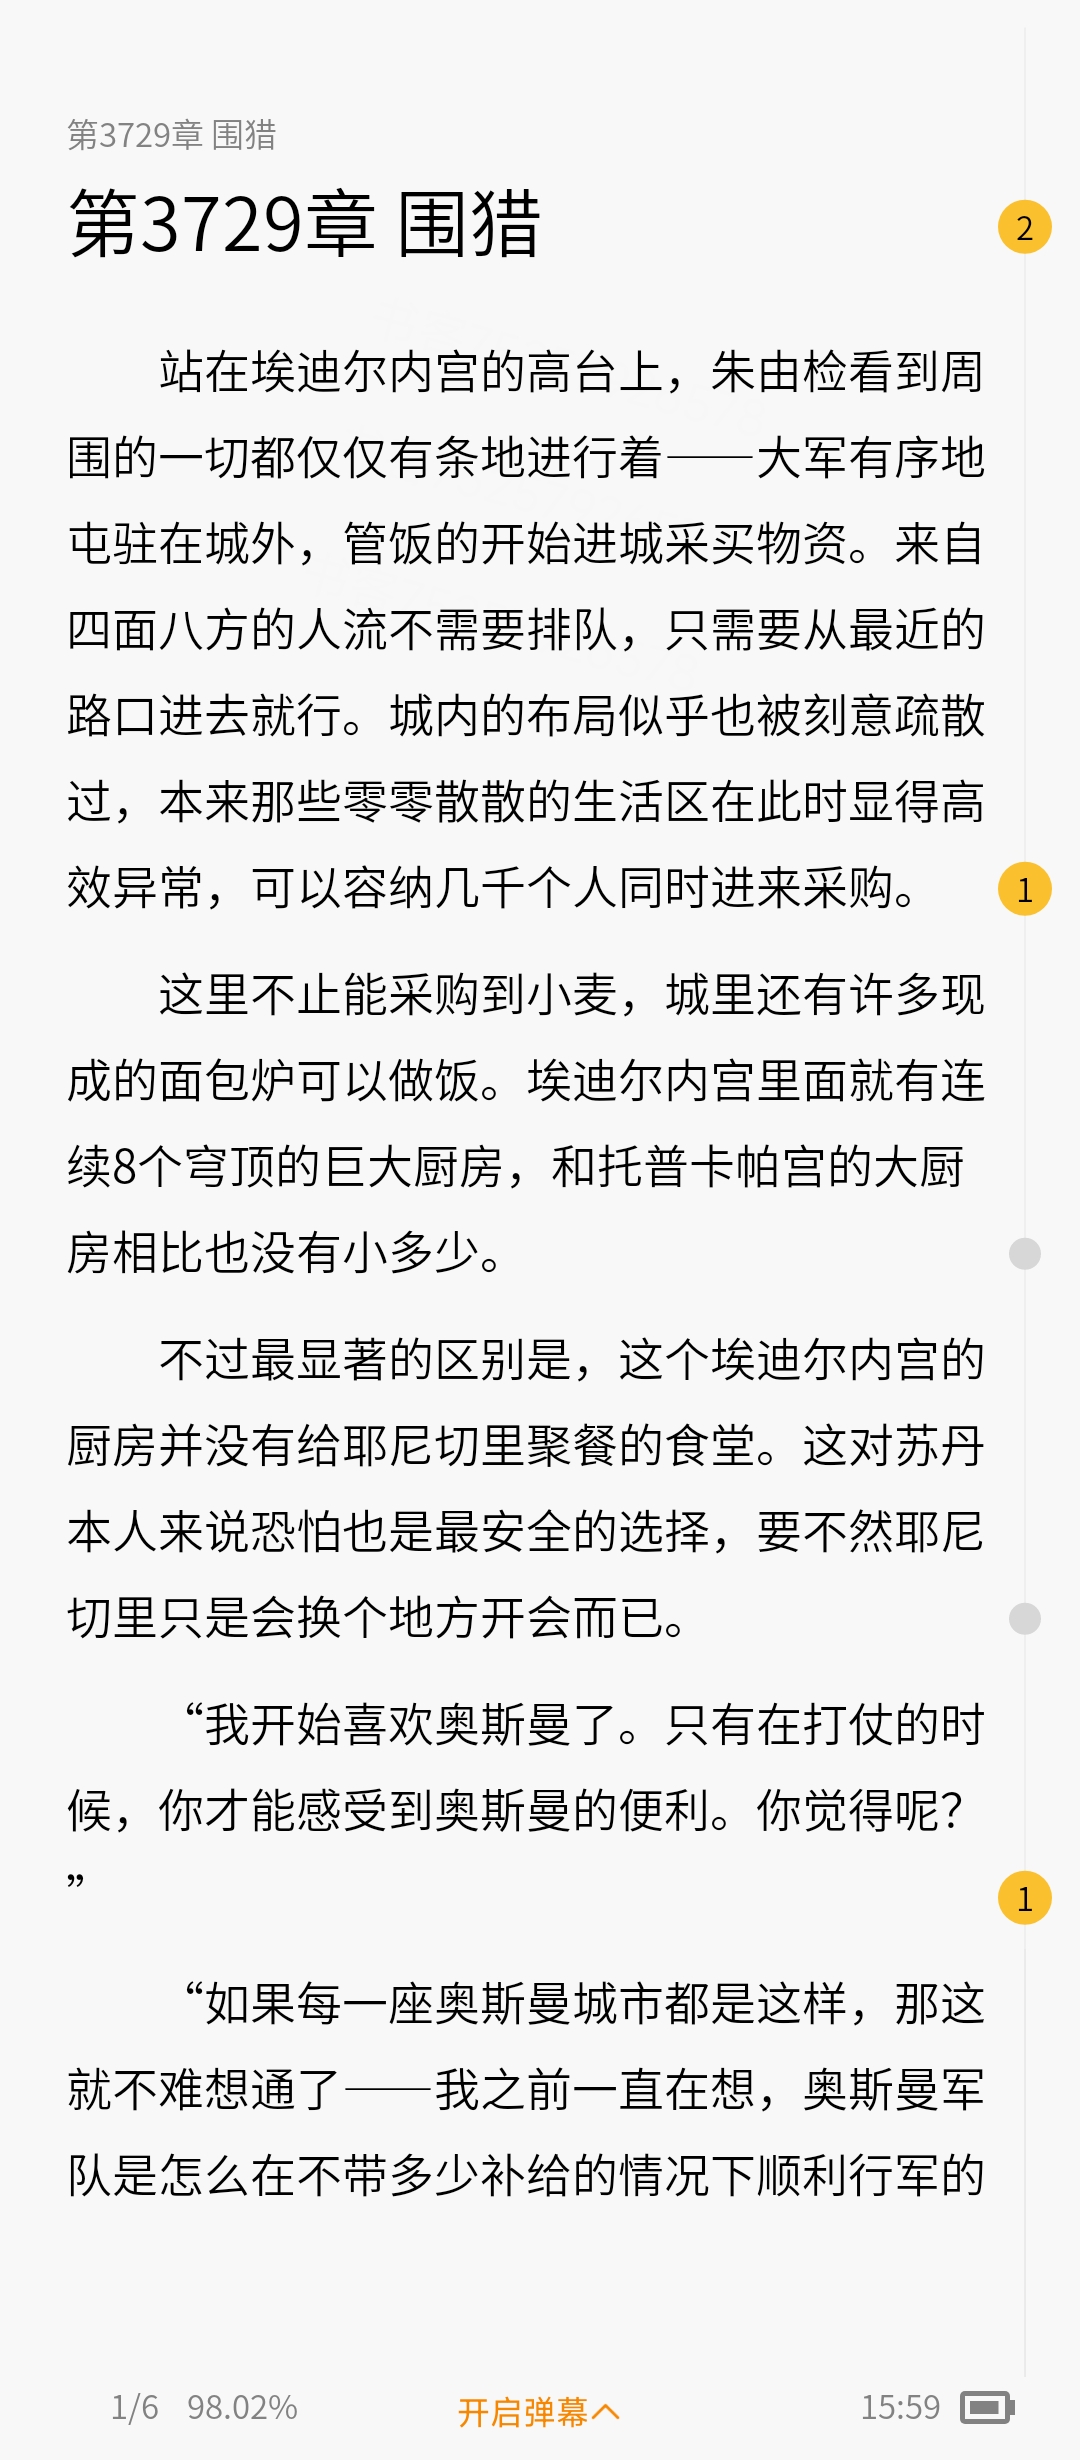 第3729章 围猎
第3729章 围猎
2
站在埃迪尔内宫的高台上，朱由检看到周
围的一切都仅仅有条地进行着——大军有序地
屯驻在城外，管饭的开始进城采买物资。来自
四面八方的人流不需要排队，只需要从最近的
路口进去就行。城内的布局似乎也被刻意疏散
过，本来那些零零散散的生活区在此时显得高
效异常，可以容纳几千个人同时进来采购。
1
这里不止能采购到小麦，城里还有许多现
成的面包炉可以做饭。埃迪尔内宫里面就有连
续8个穹顶的巨大厨房，和托普卡帕宫的大厨
房相比也没有小多少。
不过最显著的区别是，这个埃迪尔内宫的
厨房并没有给耶尼切里聚餐的食堂。这对苏丹
本人来说恐怕也是最安全的选择，要不然耶尼
切里只是会换个地方开会而已。
“我开始喜欢奥斯曼了。只有在打仗的时
候，你才能感受到奥斯曼的便利。你觉得呢？
”
1
“如果每一座奥斯曼城市都是这样，那这
就不难想通了——我之前一直在想，奥斯曼军
队是怎么在不带多少补给的情况下顺利行军的
1/6 98.02% 开启弹幕 15:59